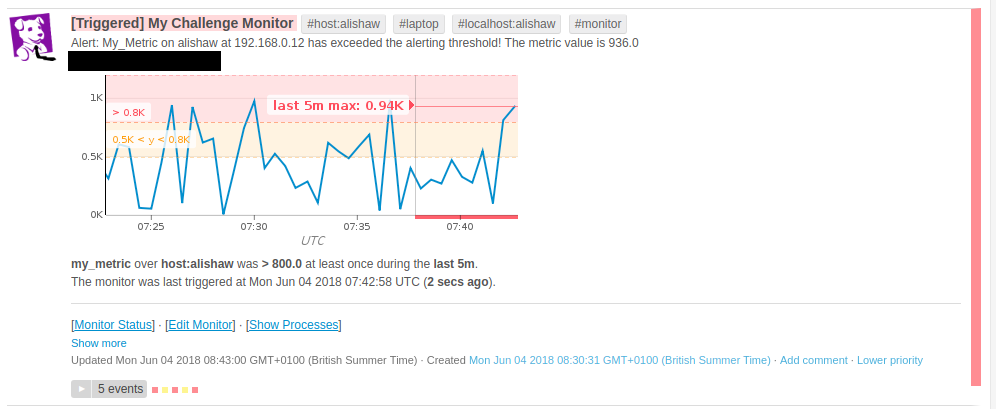 [Triggered] My Challenge Monitor #host:alishaw #laptop #localhost:alishaw #monitor
Alert: My_Metric on alishaw at 192.168.0.12 has exceeded the alerting threshold! The metric value is 936.0
1K
> 0.8K
last 5m max: 0.94K
0.5K < y < 0.8K
0.5K
0K
07:25 07:30 07:35 07:40
UTC
my_metric over host:alishaw was > 800.0 at least once during the last 5m.
The monitor was last triggered at Mon Jun 04 2018 07:42:58 UTC (2 secs ago).
[Monitor Status] · [Edit Monitor] · [Show Processes]
Show more
Updated Mon Jun 04 2018 08:43:00 GMT+0100 (British Summer Time) · Created Mon Jun 04 2018 08:30:31 GMT+0100 (British Summer Time) · Add comment · Lower priority
5 events